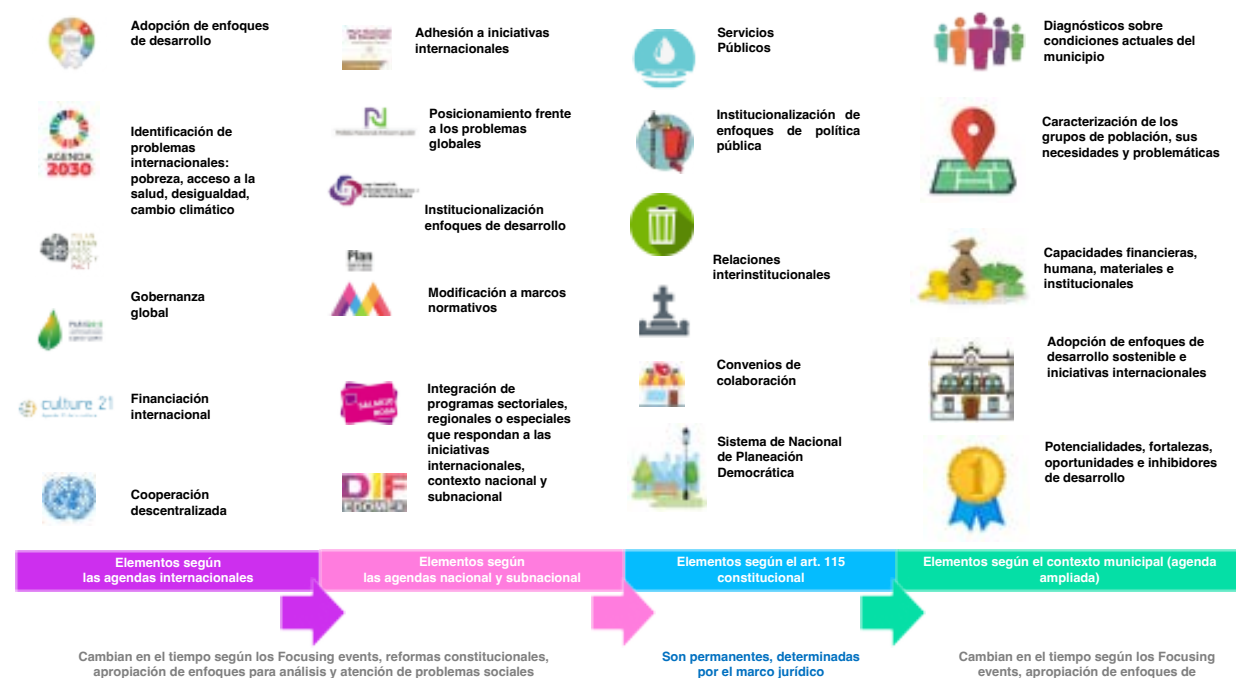 Adopción de enfoques
de desarrollo
AGENDA
2030
Identificación de
problemas
internacionales:
pobreza, acceso a la
salud, desigualdad,
cambio climático
Gobernanza
global
culture 21
Financiación
internacional
Cooperación
descentralizada
Adhesión a iniciativas
internacionales
Posicionamiento frente
a los problemas
globales
Institucionalización
enfoques de desarrollo
Plan
Modificación a marcos
normativos
SALARIO
ROSA
Integración de
programas sectoriales,
regionales o especiales
que respondan a las
iniciativas
internacionales,
contexto nacional y
subnacional
DIF
EDOMÉX
Servicios
Públicos
Institucionalización de
enfoques de política
pública
Relaciones
interinstitucionales
Convenios de
colaboración
Sistema de Nacional
de Planeación
Democrática
Diagnósticos sobre
condiciones actuales del
municipio
Caracterización de los
grupos de población, sus
necesidades y problemáticas
$
Capacidades financieras,
humana, materiales e
institucionales
Adopción de enfoques de
desarrollo sostenible e
iniciativas internacionales
1
Potencialidades, fortalezas,
oportunidades e inhibidores
de desarrollo
Elementos según
las agendas internacionales
Elementos según
las agendas nacional y subnacional
Elementos según el art. 115
constitucional
Elementos según el contexto municipal (agenda
ampliada)
Cambian en el tiempo según los Focusing events, reformas constitucionales,
apropiación de enfoques para análisis y atención de problemas sociales
Son permanentes, determinadas
por el marco jurídico
Cambian en el tiempo según los Focusing
events, apropiación de enfoques de